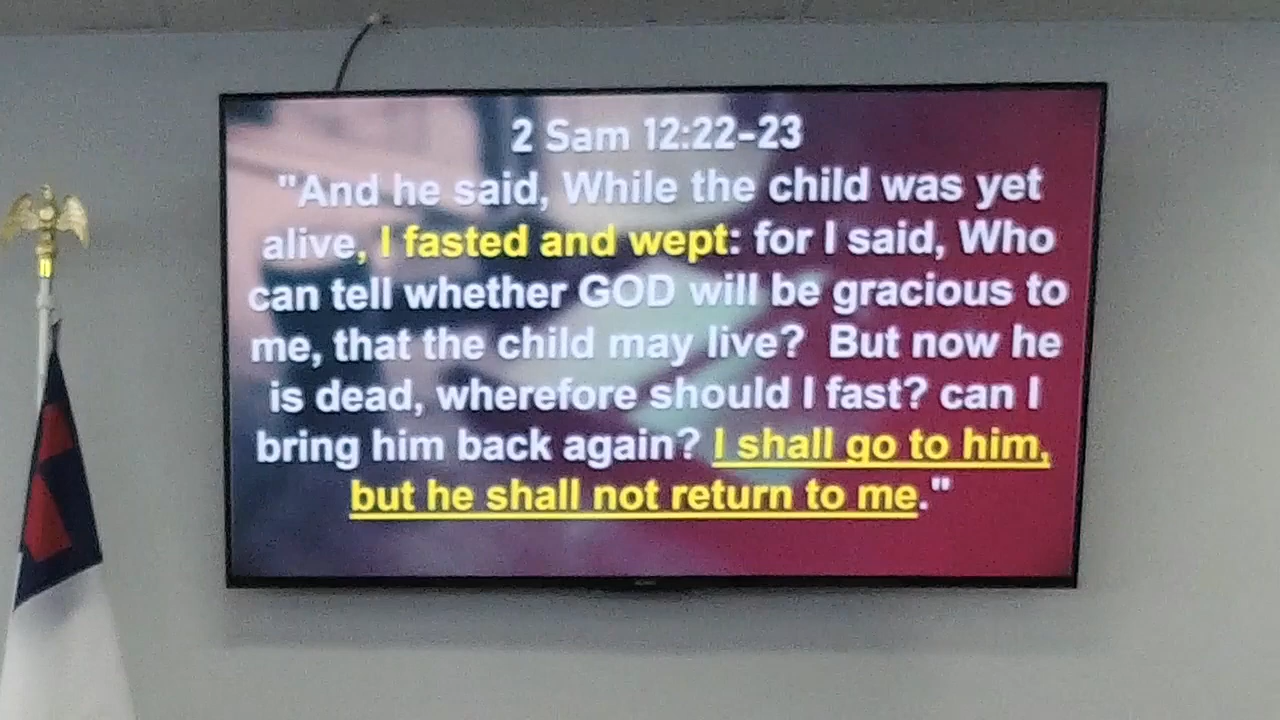 2 Sam 12:22-23
"And he said, While the child was yet
alive, I fasted and wept: for I said, Who
can tell whether GOD will be gracious to
me, that the child may live?  But now he
is dead, wherefore should I fast? can I
bring him back again? I shall go to him,
but he shall not return to me."